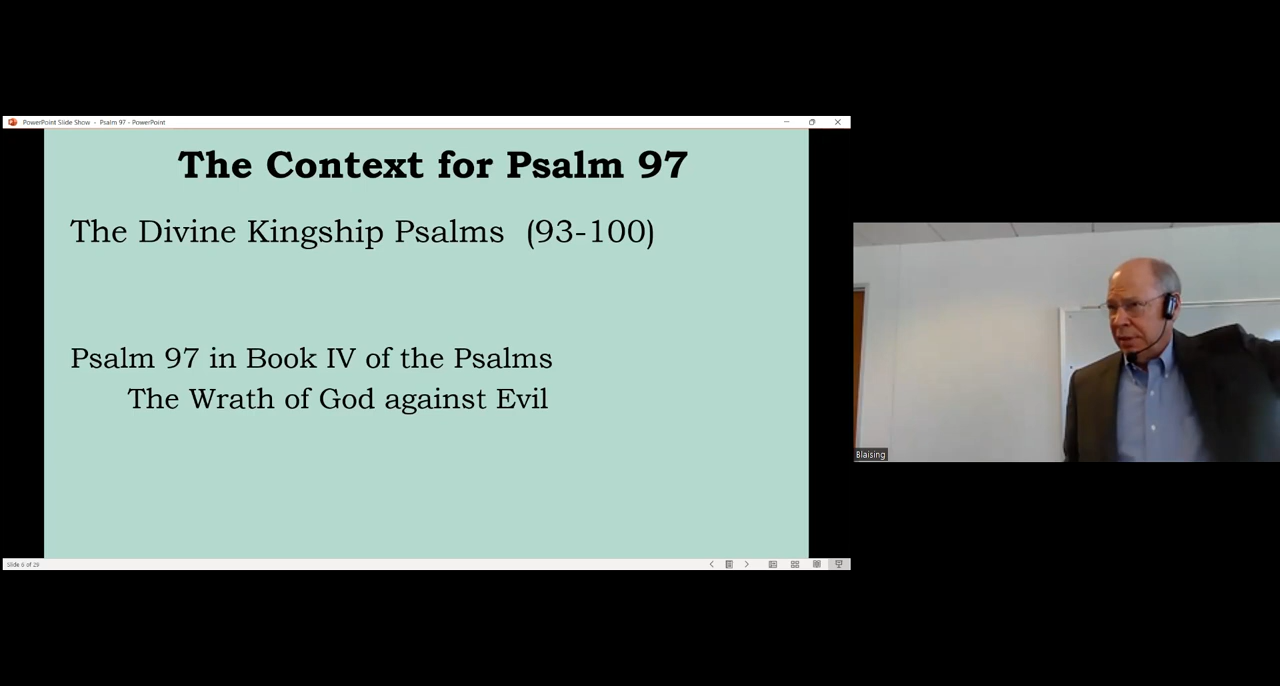 PowerPoint Slide Show - Psalm 97 - PowerPoint
The Context for Psalm 97
The Divine Kingship Psalms (93-100)
Psalm 97 in Book IV of the Psalms
The Wrath of God against Evil
Blaising
Slide 6 of 29